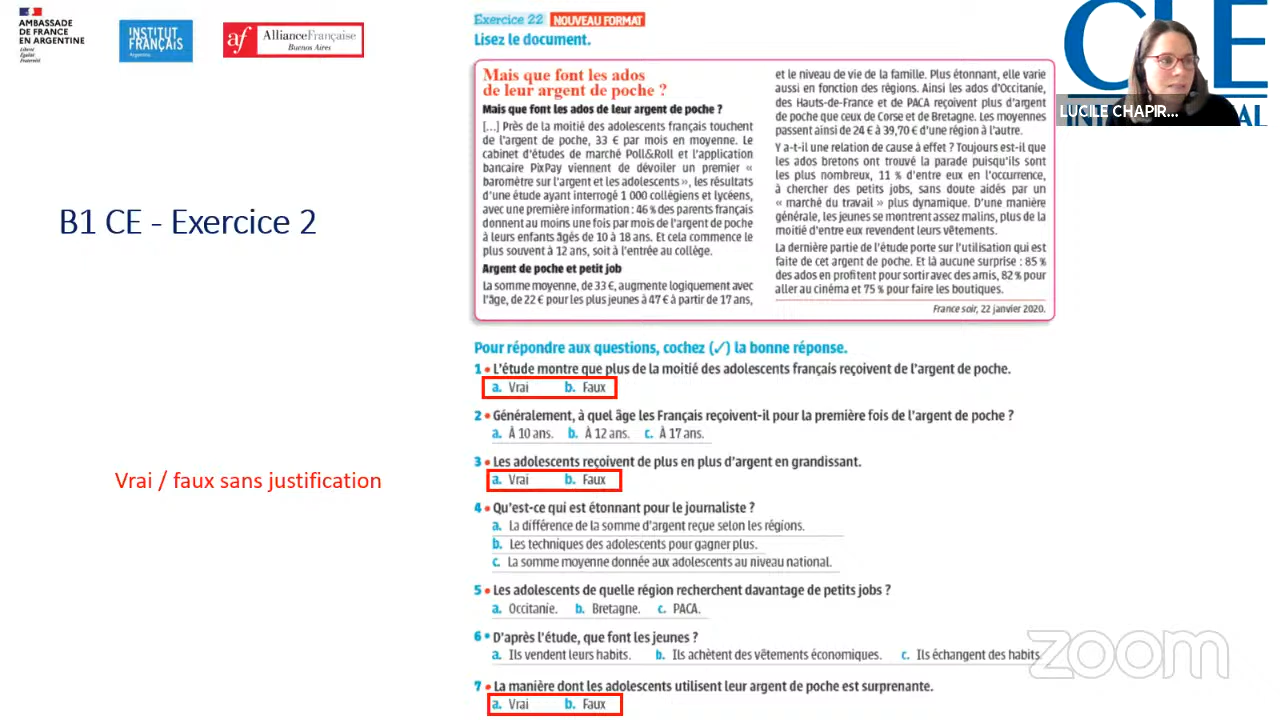 AMBASSADE
DE FRANCE
EN ARGENTINE
Liberté
Égalité
Fraternité
INSTITUT
FRANÇAIS
Argentine
af AllianceFrançaise
Buenos Aires
B1 CE - Exercice 2
Vrai / faux sans justification
Exercice 22 NOUVEAU FORMAT
Lisez le document.
Mais que font les ados
de leur argent de poche ?
Mais que font les ados de leur argent de poche ?
[...] Près de la moitié des adolescents français touchent
de l'argent de poche, 33 € par mois en moyenne. Le
cabinet d'études de marché Poll&Roll et l'application
bancaire PixPay viennent de dévoiler un premier «
baromètre sur l'argent et les adolescents », les résultats
d'une étude ayant interrogé 1 000 collégiens et lycéens,
avec une première information : 46 % des parents français
donnent au moins une fois par mois de l'argent de poche
à leurs enfants âgés de 10 à 18 ans. Et cela commence le
plus souvent à 12 ans, soit à l'entrée au collège.
Argent de poche et petit job
La somme moyenne, de 33 €, augmente logiquement avec
l'âge, de 22 € pour les plus jeunes à 47 € à partir de 17 ans,
et le niveau de vie de la famille. Plus étonnant, elle varie
aussi en fonction des régions. Ainsi les ados d'Occitanie,
des Hauts-de-France et de PACA reçoivent plus d'argent
de poche que ceux de Corse et de Bretagne. Les moyennes
passent ainsi de 24 € à 39,70 € d'une région à l'autre.
Y a-t-il une relation de cause à effet ? Toujours est-il que
les ados bretons ont trouvé la parade puisqu'ils sont
les plus nombreux, 11 % d'entre eux en l'occurrence,
à chercher des petits jobs, sans doute aidés par un
« marché du travail » plus dynamique. D'une manière
générale, les jeunes se montrent assez malins, plus de la
moitié d'entre eux revendent leurs vêtements.
La dernière partie de l'étude porte sur l'utilisation qui est
faite de cet argent de poche. Et là aucune surprise : 85 %
des ados en profitent pour sortir avec des amis, 82 % pour
aller au cinéma et 75 % pour faire les boutiques.
France soir, 22 janvier 2020.
Pour répondre aux questions, cochez (✓) la bonne réponse.
1 • L'étude montre que plus de la moitié des adolescents français reçoivent de l'argent de poche.
a. Vrai b. Faux
2 • Généralement, à quel âge les Français reçoivent-il pour la première fois de l'argent de poche ?
a. À 10 ans. b. À 12 ans. c. À 17 ans.
3 • Les adolescents reçoivent de plus en plus d'argent en grandissant.
a. Vrai b. Faux
4 • Qu'est-ce qui est étonnant pour le journaliste ?
a. La différence de la somme d'argent reçue selon les régions.
b. Les techniques des adolescents pour gagner plus.
c. La somme moyenne donnée aux adolescents au niveau national.
5 • Les adolescents de quelle région recherchent davantage de petits jobs ?
a. Occitanie. b. Bretagne. c. PACA.
6 • D'après l'étude, que font les jeunes ?
a. Ils vendent leurs habits. b. Ils achètent des vêtements économiques. c. Ils échangent des habits.
7 • La manière dont les adolescents utilisent leur argent de poche est surprenante.
a. Vrai b. Faux
CLE
LUCILE CHAPIR...
zoom